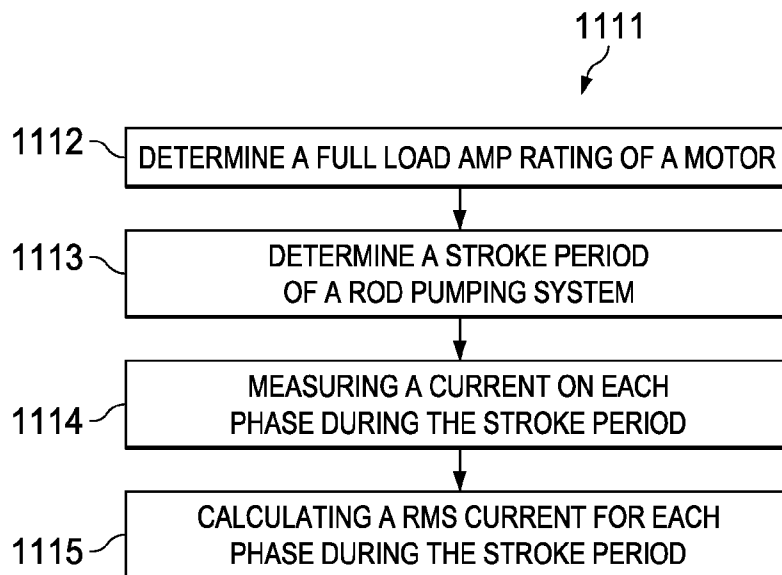 1111
1112
DETERMINE A FULL LOAD AMP RATING OF A MOTOR
1113
DETERMINE A STROKE PERIOD
OF A ROD PUMPING SYSTEM
1114
MEASURING A CURRENT ON EACH
PHASE DURING THE STROKE PERIOD
1115
CALCULATING A RMS CURRENT FOR EACH
PHASE DURING THE STROKE PERIOD